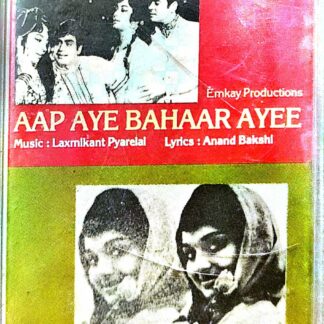 Emkay Productions
AAP AYE BAHAAR AYEE
Music : Laxmikant Pyarelal Lyrics : Anand Bakshi